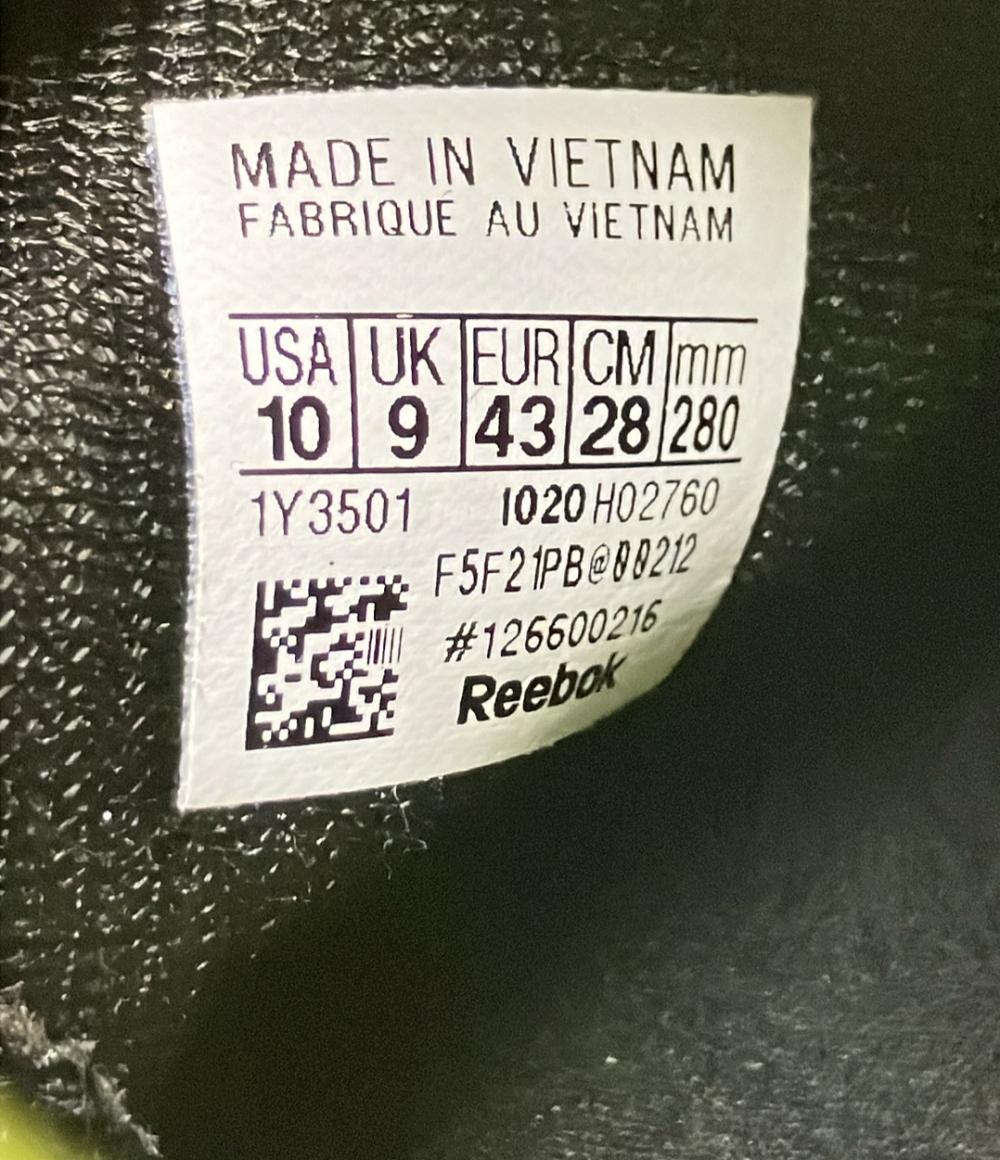 MADE IN VIETNAM
FABRIQUÉ AU VIETNAM
USA UK EUR CM mm
10 9 43 28 280
1Y3501 1020 H02760
F5F21PB@00212
#126600216
Reebok